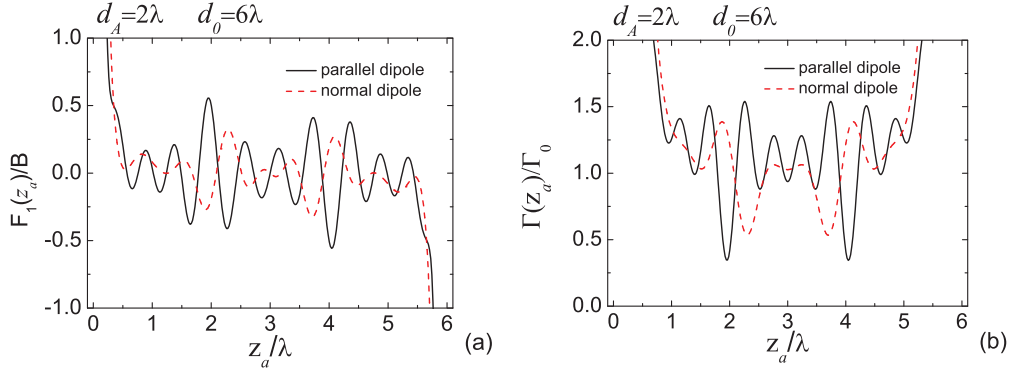 d_A=2λ d_0=6λ
1.0
0.5
0.0
-0.5
-1.0
F_1(z_a)/B
parallel dipole
normal dipole
0 1 2 3 4 5 6
z_a/λ
(a)
d_A=2λ d_0=6λ
2.0
1.5
1.0
0.5
0.0
Γ(z_a)/Γ_0
parallel dipole
normal dipole
0 1 2 3 4 5 6
z_a/λ
(b)